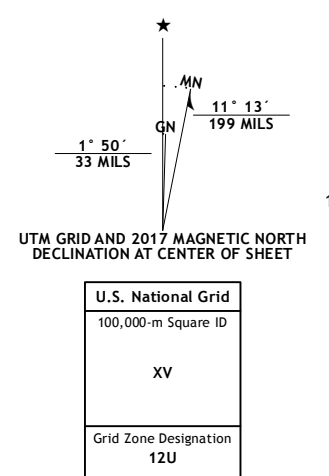 ★
MN
11° 13´
199 MILS
GN
1° 50´
33 MILS
UTM GRID AND 2017 MAGNETIC NORTH
DECLINATION AT CENTER OF SHEET
U.S. National Grid
100,000-m Square ID
XV
Grid Zone Designation
12U